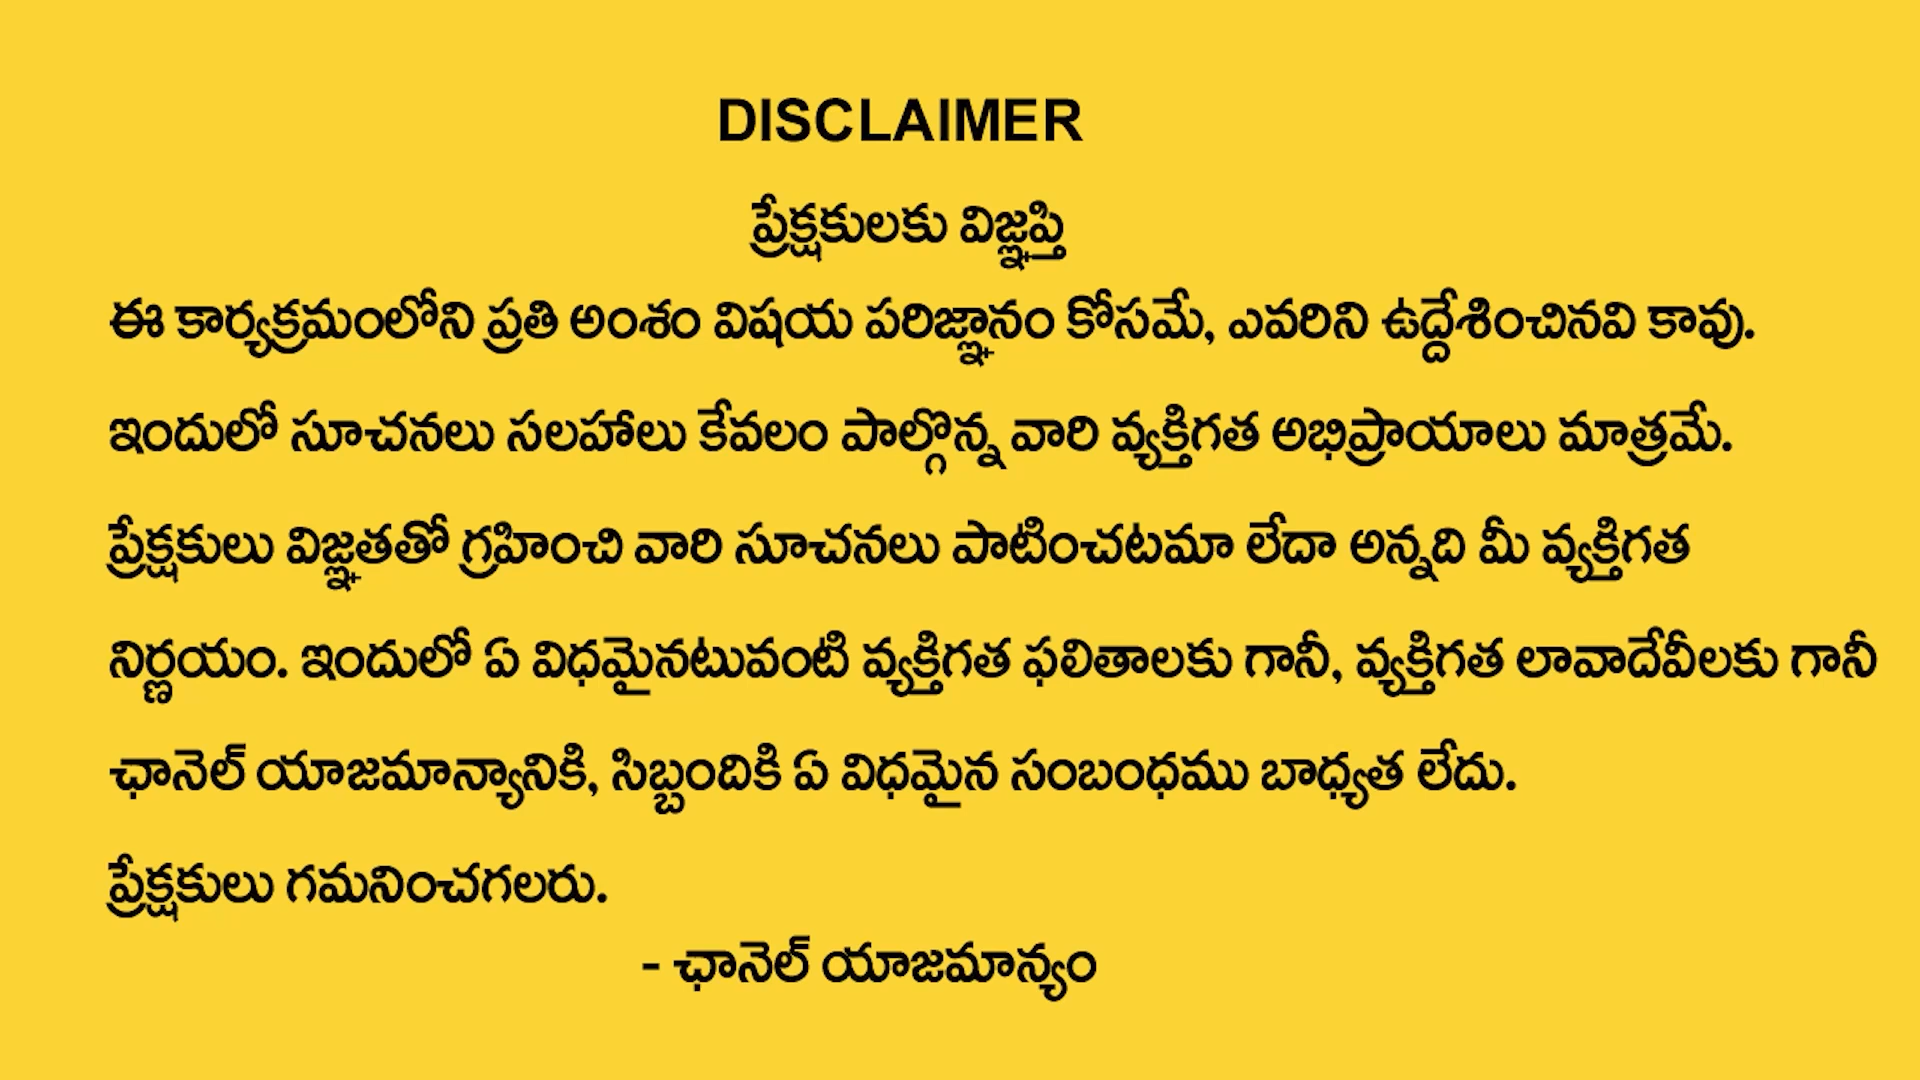 DISCLAIMER
ప్రేక్షకులకు విజ్ఞప్తి
ఈ కార్యక్రమంలోని ప్రతి అంశం విషయ పరిజ్ఞానం కోసమే, ఎవరిని ఉద్దేశించినవి కావు.
ఇందులో సూచనలు సలహాలు కేవలం పాల్గొన్న వారి వ్యక్తిగత అభిప్రాయాలు మాత్రమే.
ప్రేక్షకులు విజ్ఞతతో గ్రహించి వారి సూచనలు పాటించటమా లేదా అన్నది మీ వ్యక్తిగత
నిర్ణయం. ఇందులో ఏ విధమైనటువంటి వ్యక్తిగత ఫలితాలకు గానీ, వ్యక్తిగత లావాదేవీలకు గానీ
ఛానెల్ యాజమాన్యానికి, సిబ్బందికి ఏ విధమైన సంబంధము బాధ్యత లేదు.
ప్రేక్షకులు గమనించగలరు.
- ఛానెల్ యాజమాన్యం